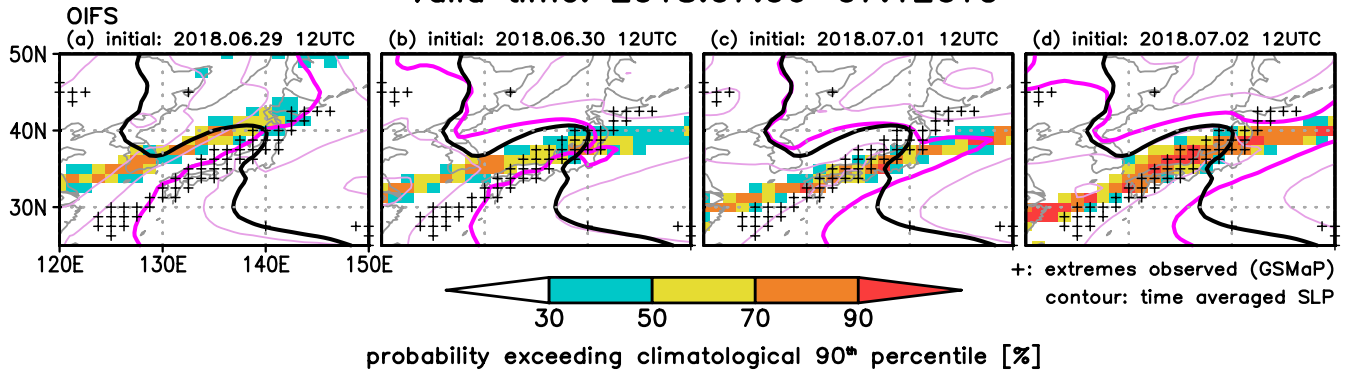 OIFS
(a) initial: 2018.06.29 12UTC (b) initial: 2018.06.30 12UTC (c) initial: 2018.07.01 12UTC (d) initial: 2018.07.02 12UTC
50N
40N
30N
120E 130E 140E 150E
+: extremes observed (GSMaP)
contour: time averaged SLP
30 50 70 90
probability exceeding climatological 90th percentile [%]